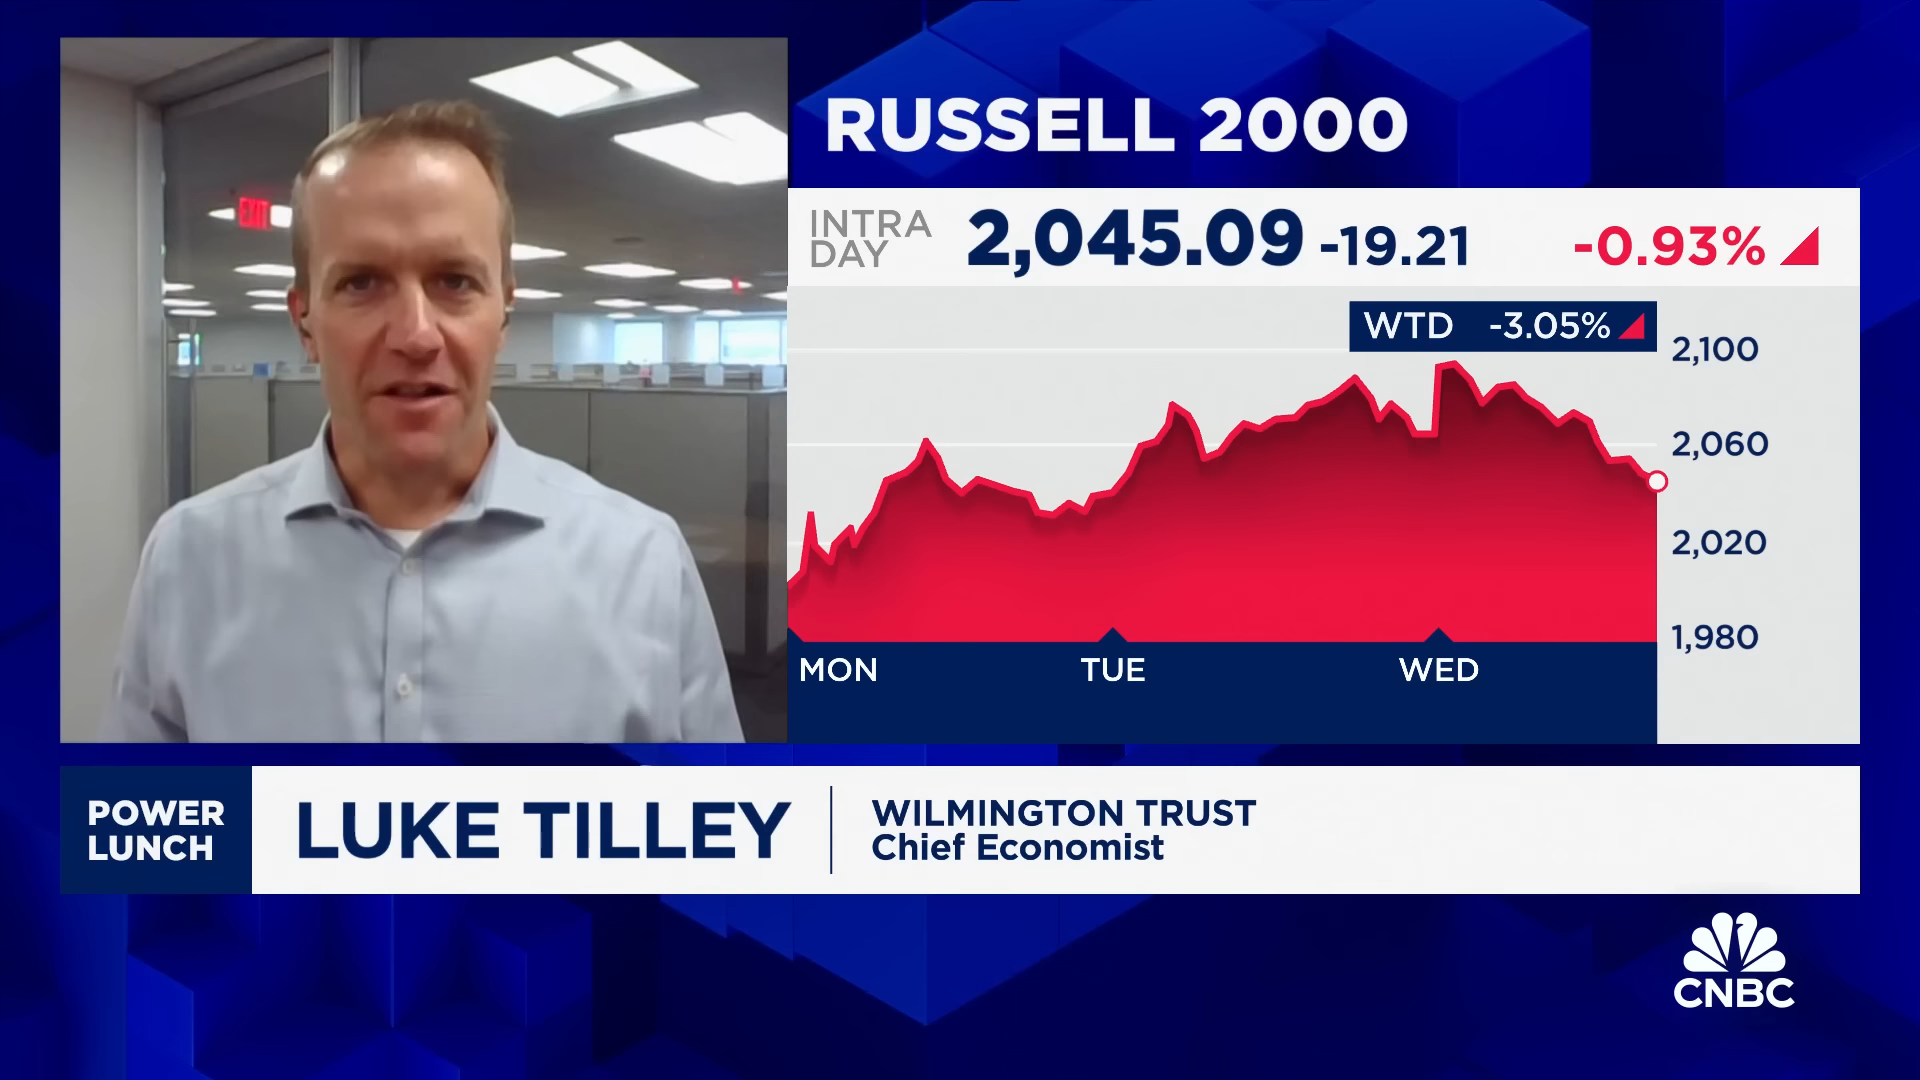 EXIT
RUSSELL 2000
INTRA
DAY
2,045.09 -19.21 -0.93%
WTD -3.05%
2,100
2,060
2,020
1,980
MON TUE WED
POWER
LUNCH
LUKE TILLEY
WILMINGTON TRUST
Chief Economist
CNBC